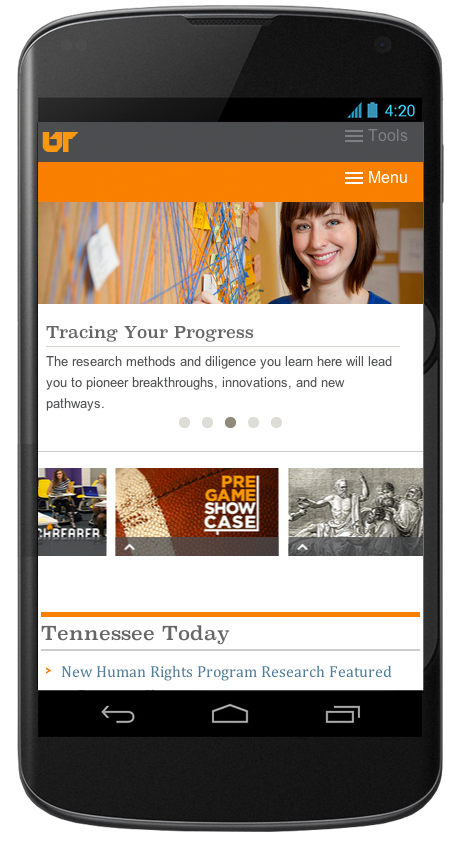 4:20
UT
Tools
Menu
Tracing Your Progress
The research methods and diligence you learn here will lead
you to pioneer breakthroughs, innovations, and new
pathways.
CHBEARER
PRE
GAME
SHOW
CASE
Tennessee Today
New Human Rights Program Research Featured